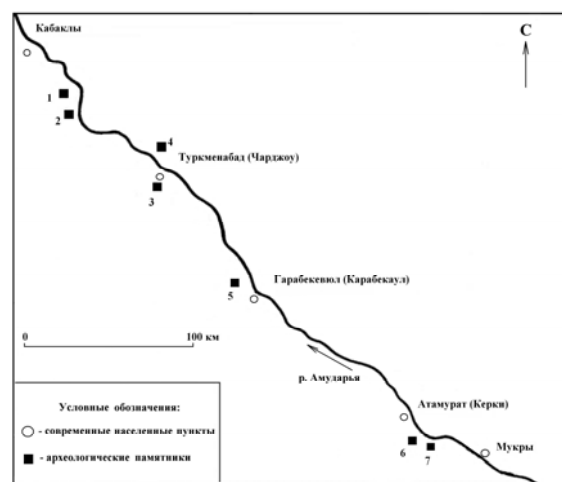 Кабаклы
С
1
2
4
Туркменабад (Чарджоу)
3
Гарабекевюл (Карабекаул)
5
0 100 км
р. Амударья
Условные обозначения:
- современные населенные пункты
- археологические памятники
Атамурат (Керки)
6
7
Мукры